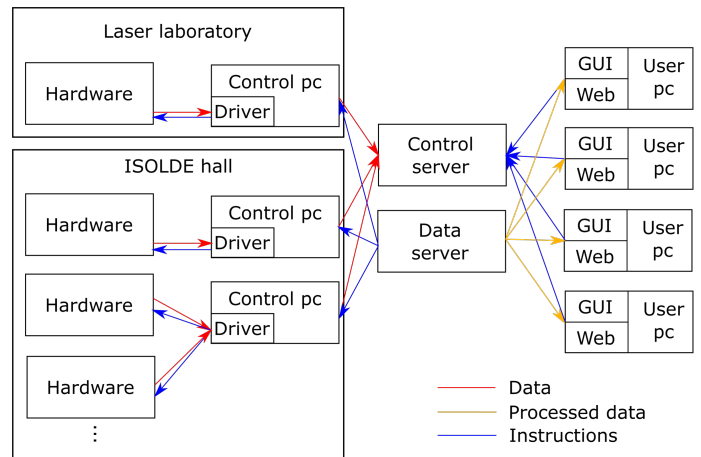 Laser laboratory
Hardware
Control pc
Driver
ISOLDE hall
Hardware
Control pc
Driver
Hardware
Control pc
Driver
Hardware
⋮
Control
server
Data
server
GUI
Web
User
pc
GUI
Web
User
pc
GUI
Web
User
pc
GUI
Web
User
pc
Data
Processed data
Instructions